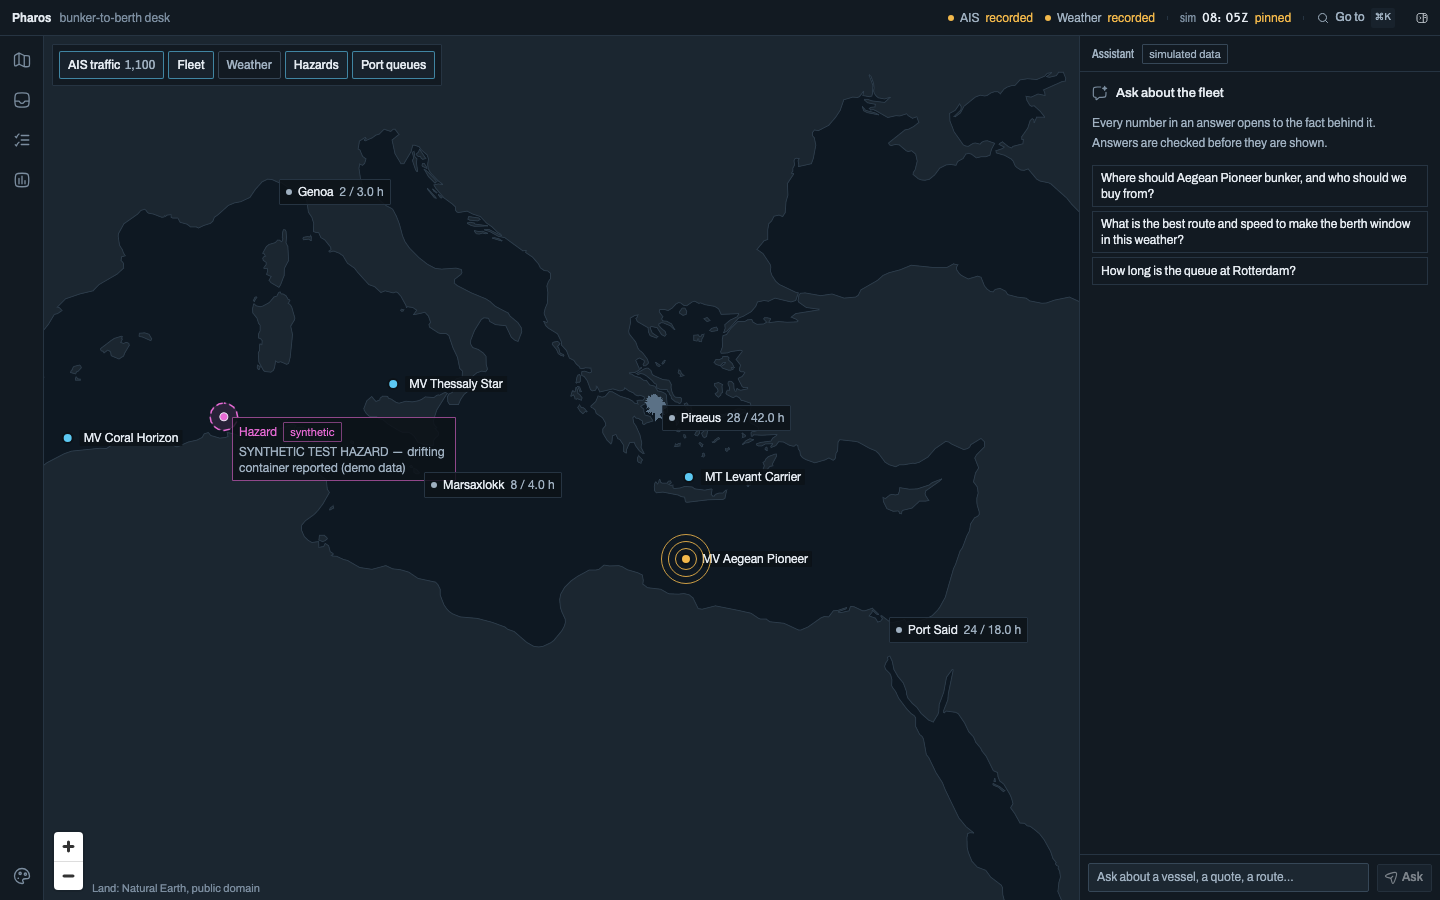 Pharos bunker-to-berth desk
AIS recorded Weather recorded sim 08:05Z pinned Go to ⌘K
AIS traffic 1,100 Fleet Weather Hazards Port queues
Genoa 2 / 3.0 h
MV Thessaly Star
MV Coral Horizon
Hazard synthetic
SYNTHETIC TEST HAZARD — drifting
container reported (demo data)
Piraeus 28 / 42.0 h
MT Levant Carrier
Marsaxlokk 8 / 4.0 h
MV Aegean Pioneer
Port Said 24 / 18.0 h
Land: Natural Earth, public domain
Assistant simulated data
Ask about the fleet
Every number in an answer opens to the fact behind it.
Answers are checked before they are shown.
Where should Aegean Pioneer bunker, and who should we
buy from?
What is the best route and speed to make the berth window
in this weather?
How long is the queue at Rotterdam?
Ask about a vessel, a quote, a route... Ask